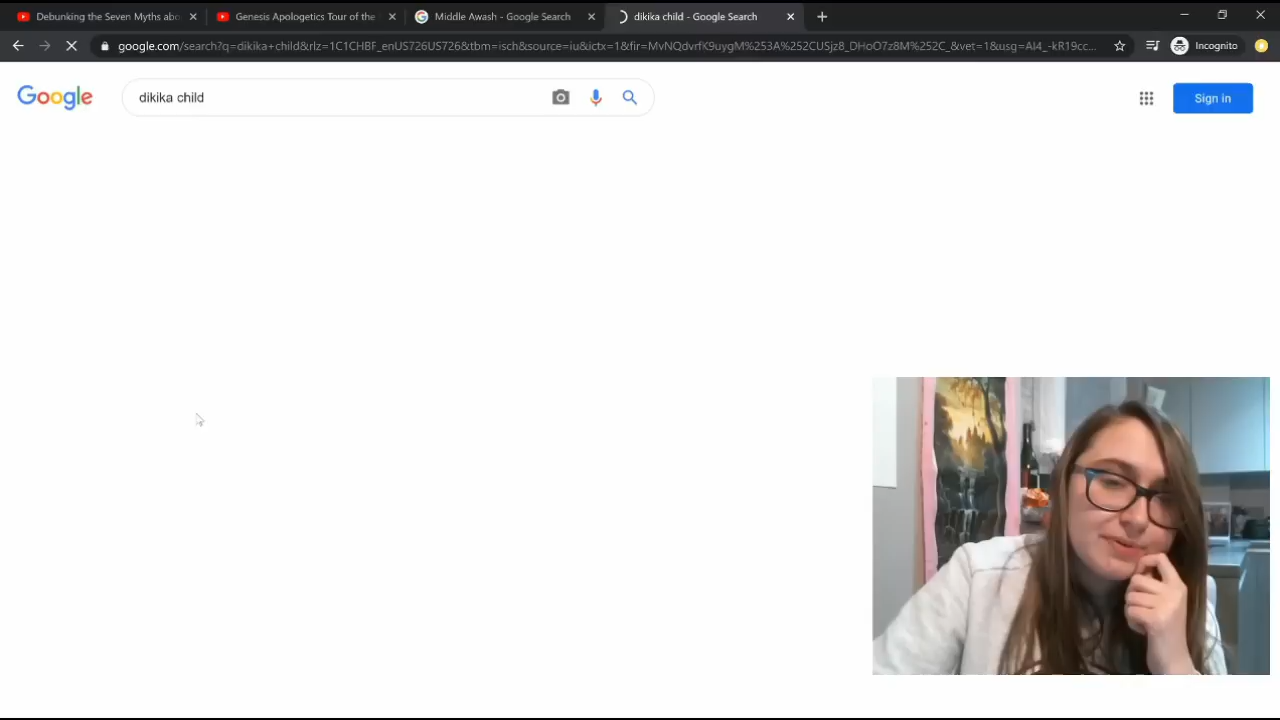 Debunking the Seven Myths abo
Genesis Apologetics Tour of the
Middle Awash - Google Search
dikika child - Google Search
google.com/search?q=dikika+child&rlz=1C1CHBF_enUS726US726&tbm=isch&source=iu&ictx=1&fir=MvNQdvrfK9uygM%253A%252CUSjz8_DHoO7z8M%252C_&vet=1&usg=AI4_-kR19cc...
Incognito
Google
dikika child
Sign in